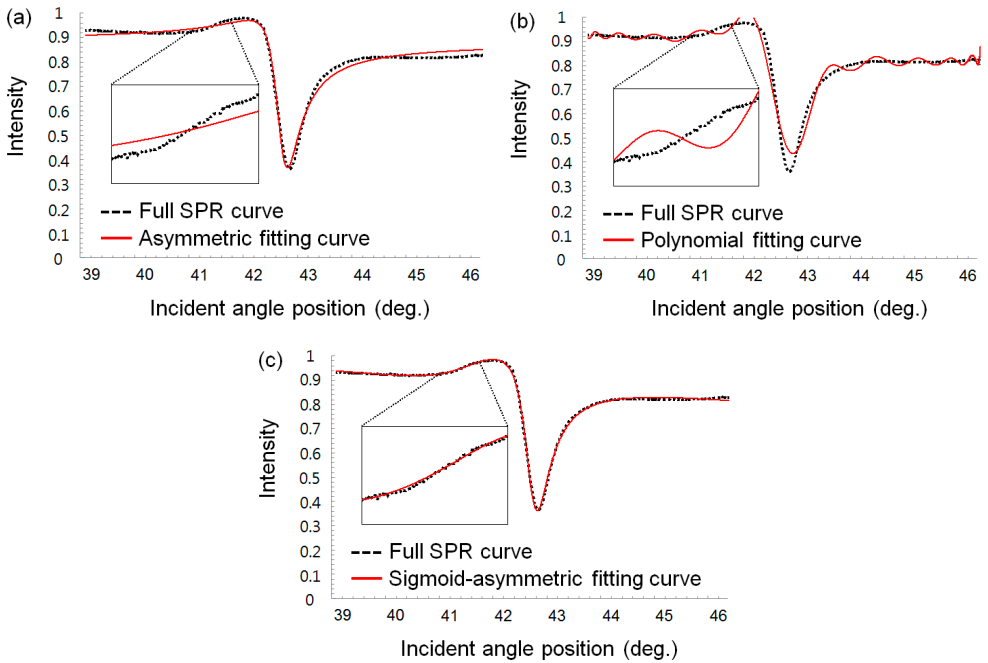 (a)
1
0.9
0.8
0.7
0.6
0.5
0.4
0.3
0.2
0.1
0
Intensity
Full SPR curve
Asymmetric fitting curve
39 40 41 42 43 44 45 46
Incident angle position (deg.)
(b)
1
0.9
0.8
0.7
0.6
0.5
0.4
0.3
0.2
0.1
0
Intensity
Full SPR curve
Polynomial fitting curve
39 40 41 42 43 44 45 46
Incident angle position (deg.)
(c)
1
0.9
0.8
0.7
0.6
0.5
0.4
0.3
0.2
0.1
0
Intensity
Full SPR curve
Sigmoid-asymmetric fitting curve
39 40 41 42 43 44 45 46
Incident angle position (deg.)